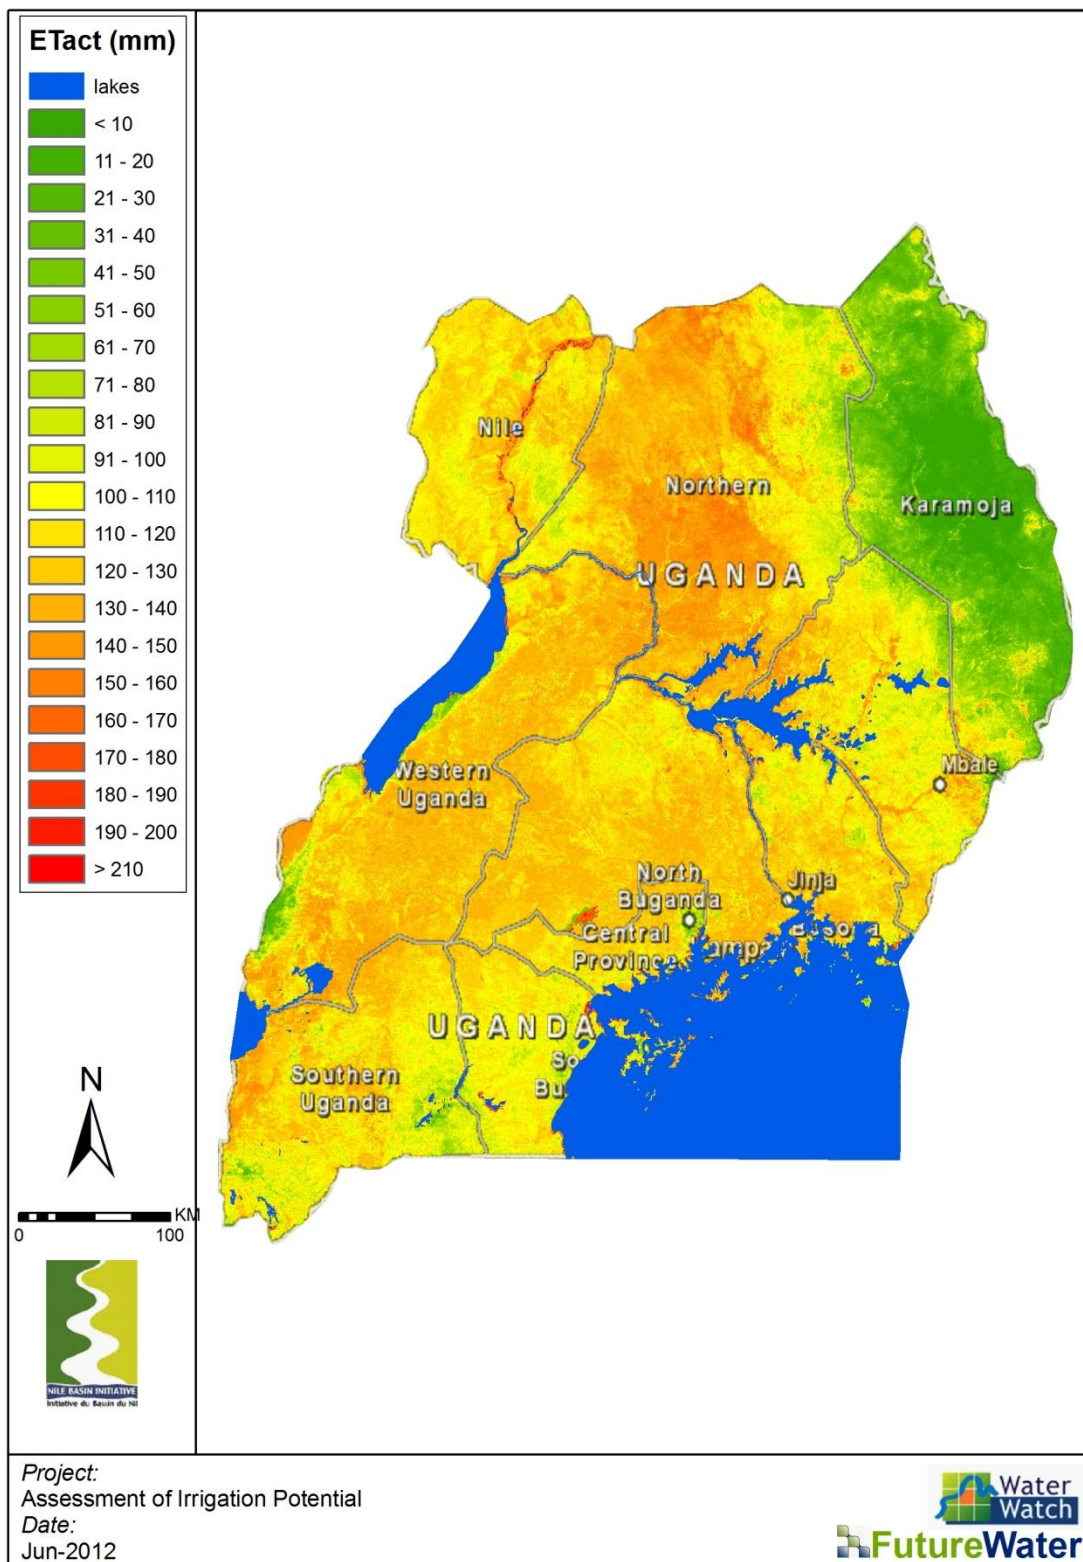 ETact (mm)
lakes
< 10
11 - 20
21 - 30
31 - 40
41 - 50
51 - 60
61 - 70
71 - 80
81 - 90
91 - 100
100 - 110
110 - 120
120 - 130
130 - 140
140 - 150
150 - 160
160 - 170
170 - 180
180 - 190
190 - 200
> 210
Nile
Northern
Karamoja
UGANDA
Western
Uganda
Mbale
North
Buganda
Jinja
Central
Province
UGANDA
Southern
Uganda
N
KM
0 100
NILE BASIN INITIATIVE
Initiative du Bassin du Nil
Project:
Assessment of Irrigation Potential
Date:
Jun-2012
Water
Watch
FutureWater